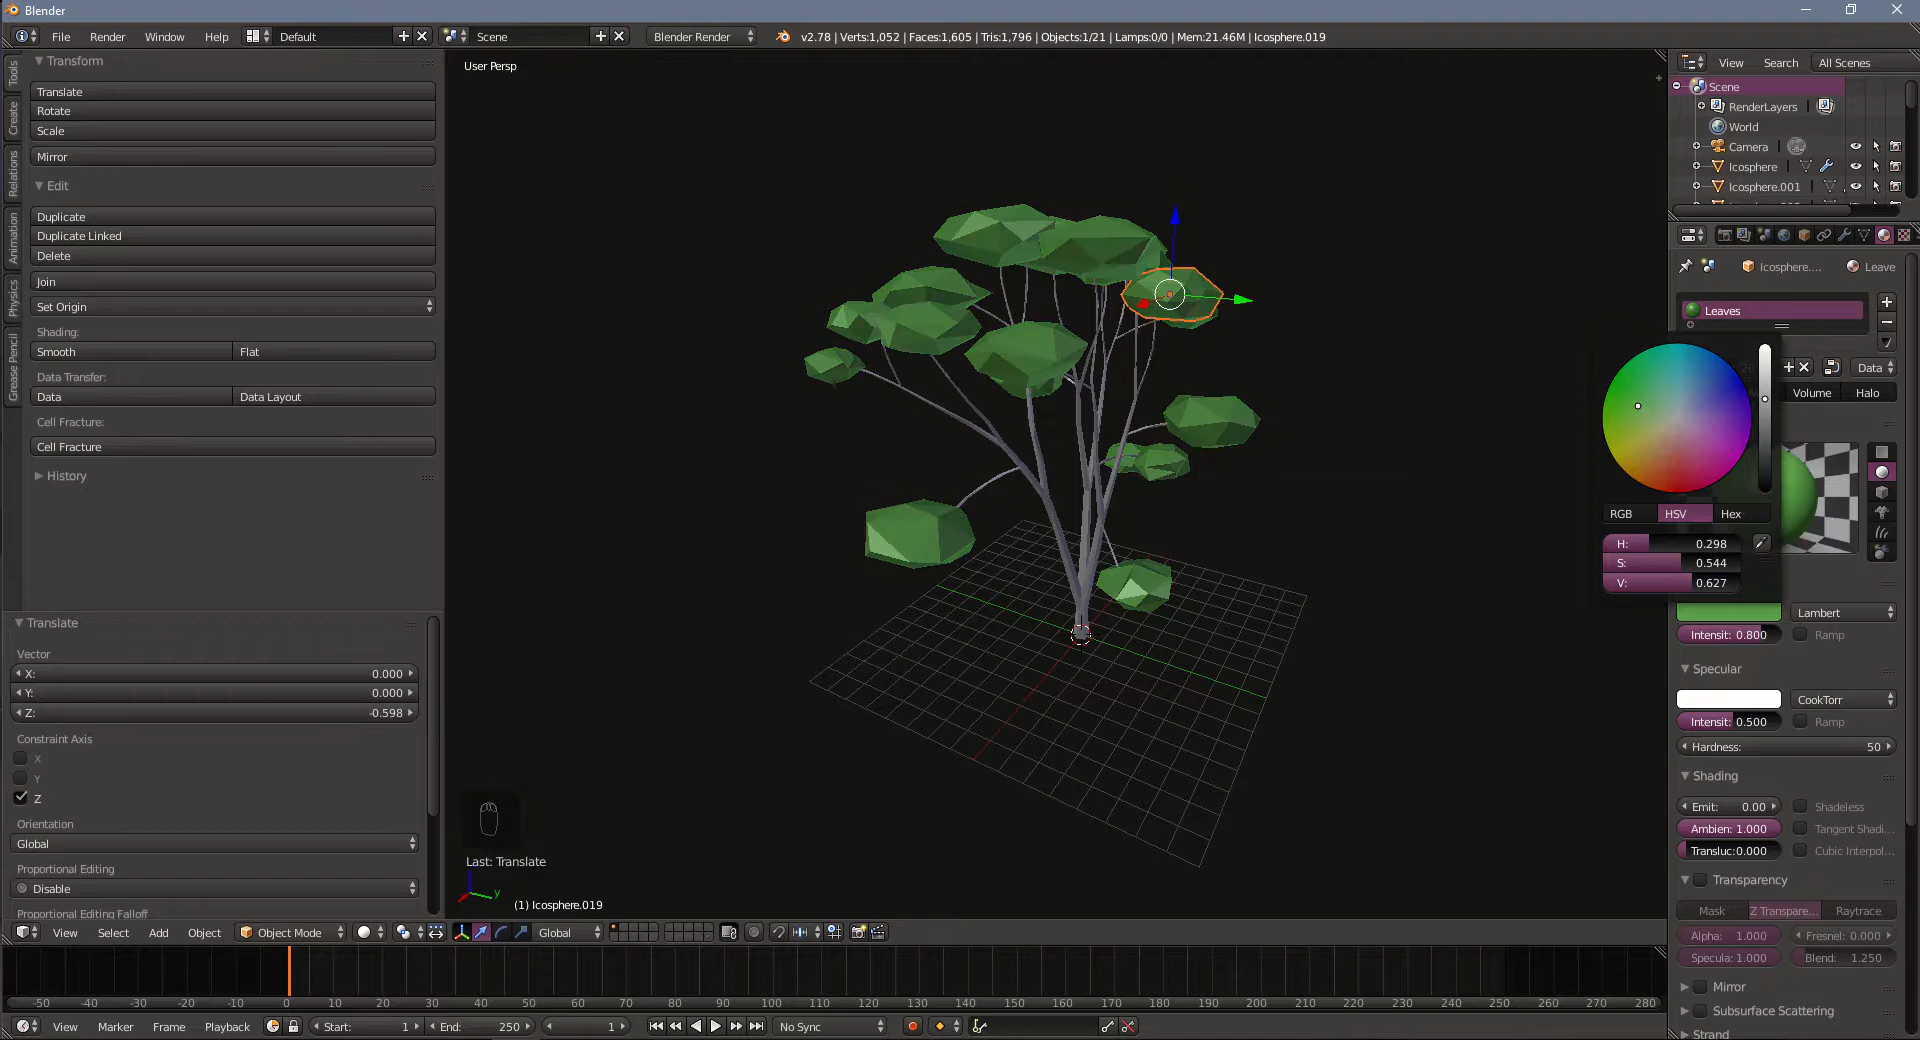 Blender
File Render Window Help Default Scene Blender Render v2.78 | Verts:1,052 | Faces:1,605 | Tris:1,796 | Objects:1/21 | Lamps:0/0 | Mem:21.46M | Icosphere.019
Tools
Create
Relations
Animation
Physics
Grease Pencil
Transform
Translate
Rotate
Scale
Mirror
Edit
Duplicate
Duplicate Linked
Delete
Join
Set Origin
Shading:
Smooth Flat
Data Transfer:
Data Data Layout
Cell Fracture:
Cell Fracture
History
Translate
Vector
X: 0.000
Y: 0.000
Z: -0.598
Constraint Axis
X
Y
Z
Orientation
Global
Proportional Editing
Disable
Proportional Editing Falloff
User Persp
Last: Translate
y
(1) Icosphere.019
View Select Add Object Object Mode Global
View Search All Scenes
Scene
RenderLayers |
World
Camera |
Icosphere |
Icosphere.001
Icosphere.... Leave
Leaves
Data
Volume Halo
RGB HSV Hex
H: 0.298
S: 0.544
V: 0.627
Lambert
Intensit: 0.800 Ramp
Specular
CookTorr
Intensit: 0.500 Ramp
Hardness: 50
Shading
Emit: 0.00 Shadeless
Ambien: 1.000 Tangent Shadi...
Transluc:0.000 Cubic Interpol...
Transparency
Mask Z Transpare... Raytrace
Alpha: 1.000 Fresnel: 0.000
Specula: 1.000 Blend: 1.250
Mirror
Subsurface Scattering
Strand
-50 -40 -30 -20 -10 0 10 20 30 40 50 60 70 80 90 100 110 120 130 140 150 160 170 180 190 200 210 220 230 240 250 260 270 280
View Marker Frame Playback Start: 1 End: 250 1 No Sync